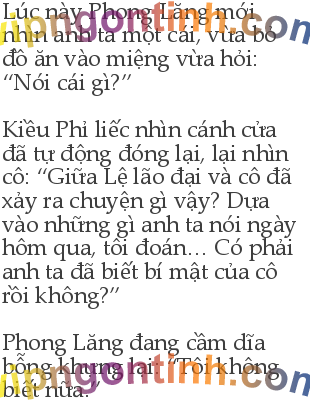 Lúc này Phong Lăng mới
nhìn anh ta một cái, vừa bỏ
đồ ăn vào miệng vừa hỏi:
“Nói cái gì?”
Kiều Phỉ liếc nhìn cánh cửa
đã tự động đóng lại, lại nhìn
cô: “Giữa Lệ lão đại và cô đã
xảy ra chuyện gì vậy? Dựa
vào những gì anh ta nói ngày
hôm qua, tôi đoán... Có phải
anh ta đã biết bí mật của cô
rồi không?”
Phong Lăng đang cầm dĩa
bỗng khựng lại: “Tôi không
biết nữa.”
vipngontinh.com
vipngontinh.com